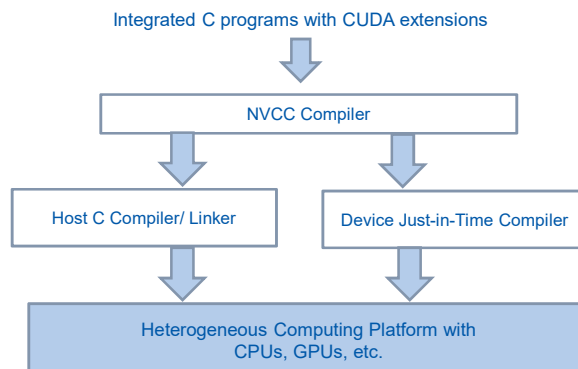 Integrated C programs with CUDA extensions
NVCC Compiler
Host C Compiler/ Linker
Device Just-in-Time Compiler
Heterogeneous Computing Platform with
CPUs, GPUs, etc.